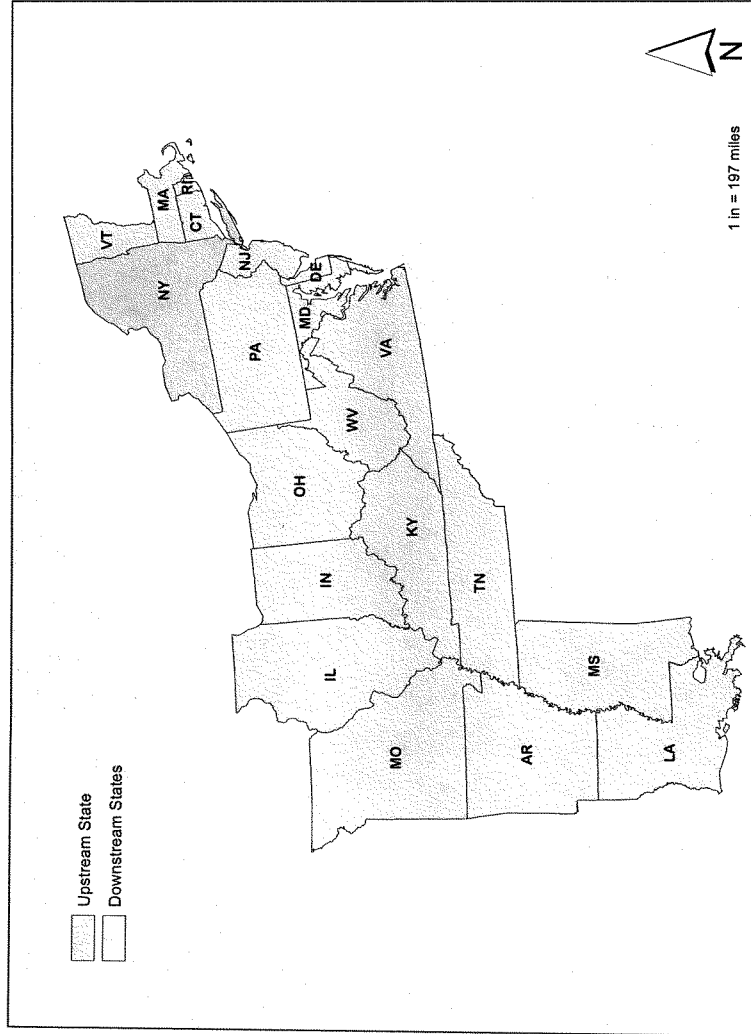 Upstream State
Downstream States
VT
NY
MA
RI
CT
NJ
PA
DE
MD
OH
WV
VA
IN
KY
IL
TN
MO
AR
MS
LA
1 in = 197 miles
N